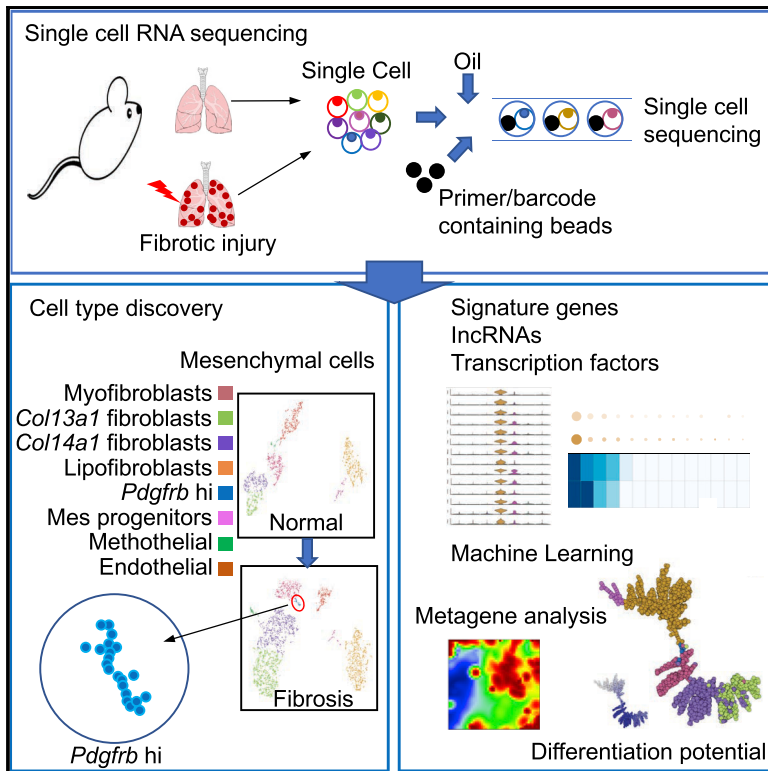 Single cell RNA sequencing
Single Cell
Oil
Single cell
sequencing
Fibrotic injury
Primer/barcode
containing beads
Cell type discovery
Mesenchymal cells
Myofibroblasts
Col13a1 fibroblasts
Col14a1 fibroblasts
Lipofibroblasts
Pdgfrb hi
Mes progenitors
Methothelial
Endothelial
Normal
Fibrosis
Pdgfrb hi
Signature genes
lncRNAs
Transcription factors
Machine Learning
Metagene analysis
Differentiation potential